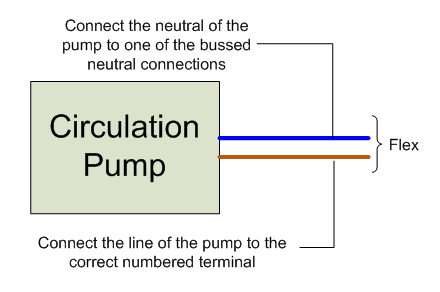 Connect the neutral of the
pump to one of the bussed
neutral connections
Circulation
Pump
Flex
Connect the line of the pump to the
correct numbered terminal